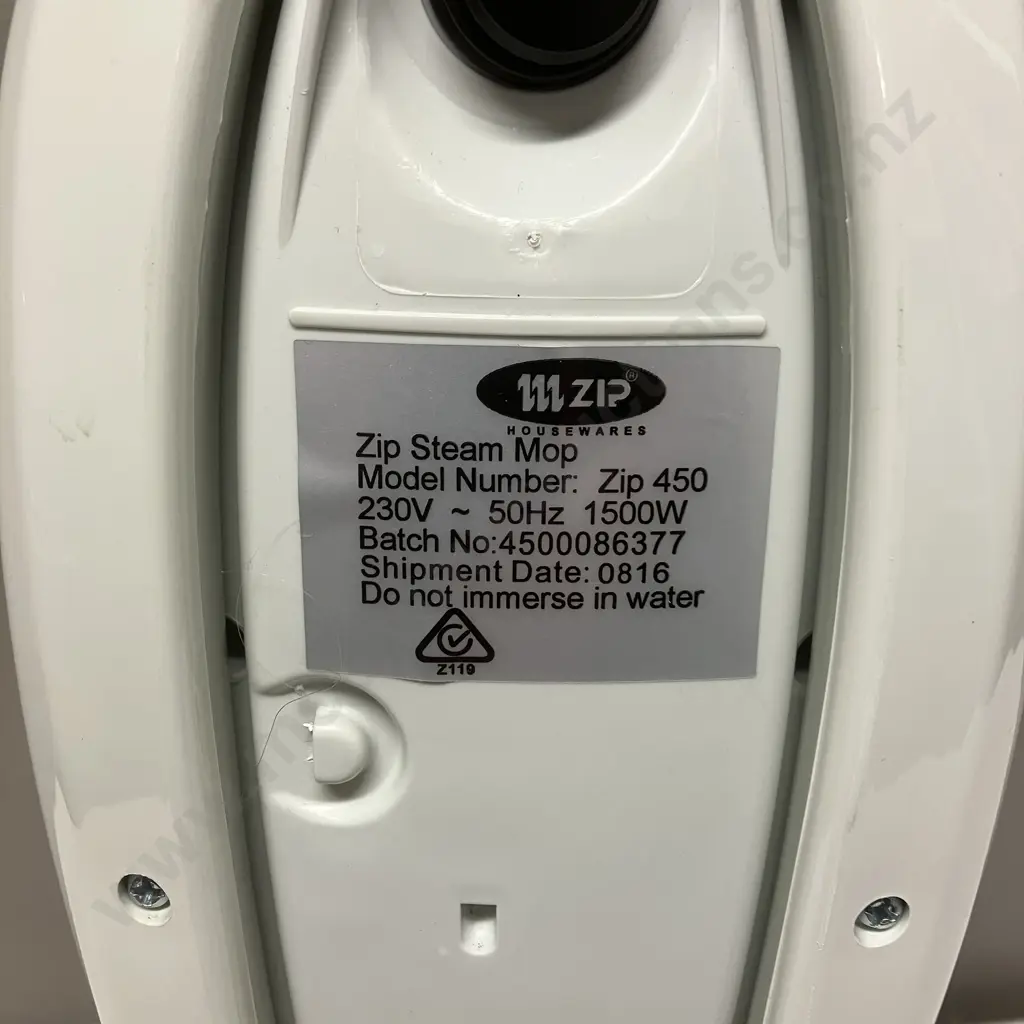 ZIP®
HOUSEWARES
Zip Steam Mop
Model Number: Zip 450
230V ~ 50Hz 1500W
Batch No:4500086377
Shipment Date: 0816
Do not immerse in water
Z119